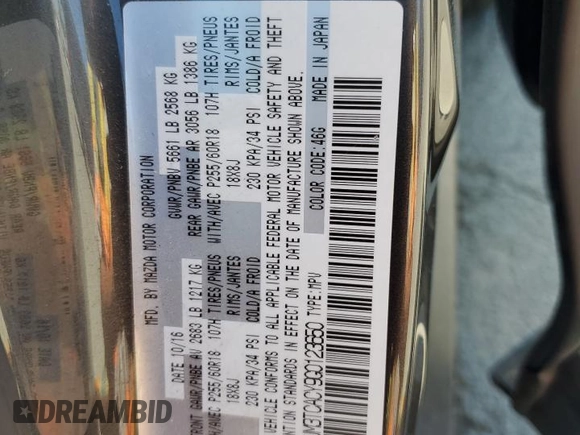 MFD. BY MAZDA MOTOR CORPORATION
DATE 10/16 GVWR/PNBV 5661 LB 2568 KG
FRONT GAWR/PNBE AV 2683 LB 1217 KG REAR GAWR/PNBE AR 3056 LB 1386 KG
WITH/AVEC P255/60R18 107H TIRES/PNEUS WITH/AVEC P255/60R18 107H TIRES/PNEUS
18X8J RIMS/JANTES 18X8J RIMS/JANTES
230 KPA/34 PSI COLD/A FROID 230 KPA/34 PSI COLD/A FROID
VEHICLE CONFORMS TO ALL APPLICABLE FEDERAL MOTOR VEHICLE SAFETY AND THEFT
PREVENTION STANDARDS IN EFFECT ON THE DATE OF MANUFACTURE SHOWN ABOVE.
TYPE:MPV COLOR CODE:46G MADE IN JAPAN
DREAMBID